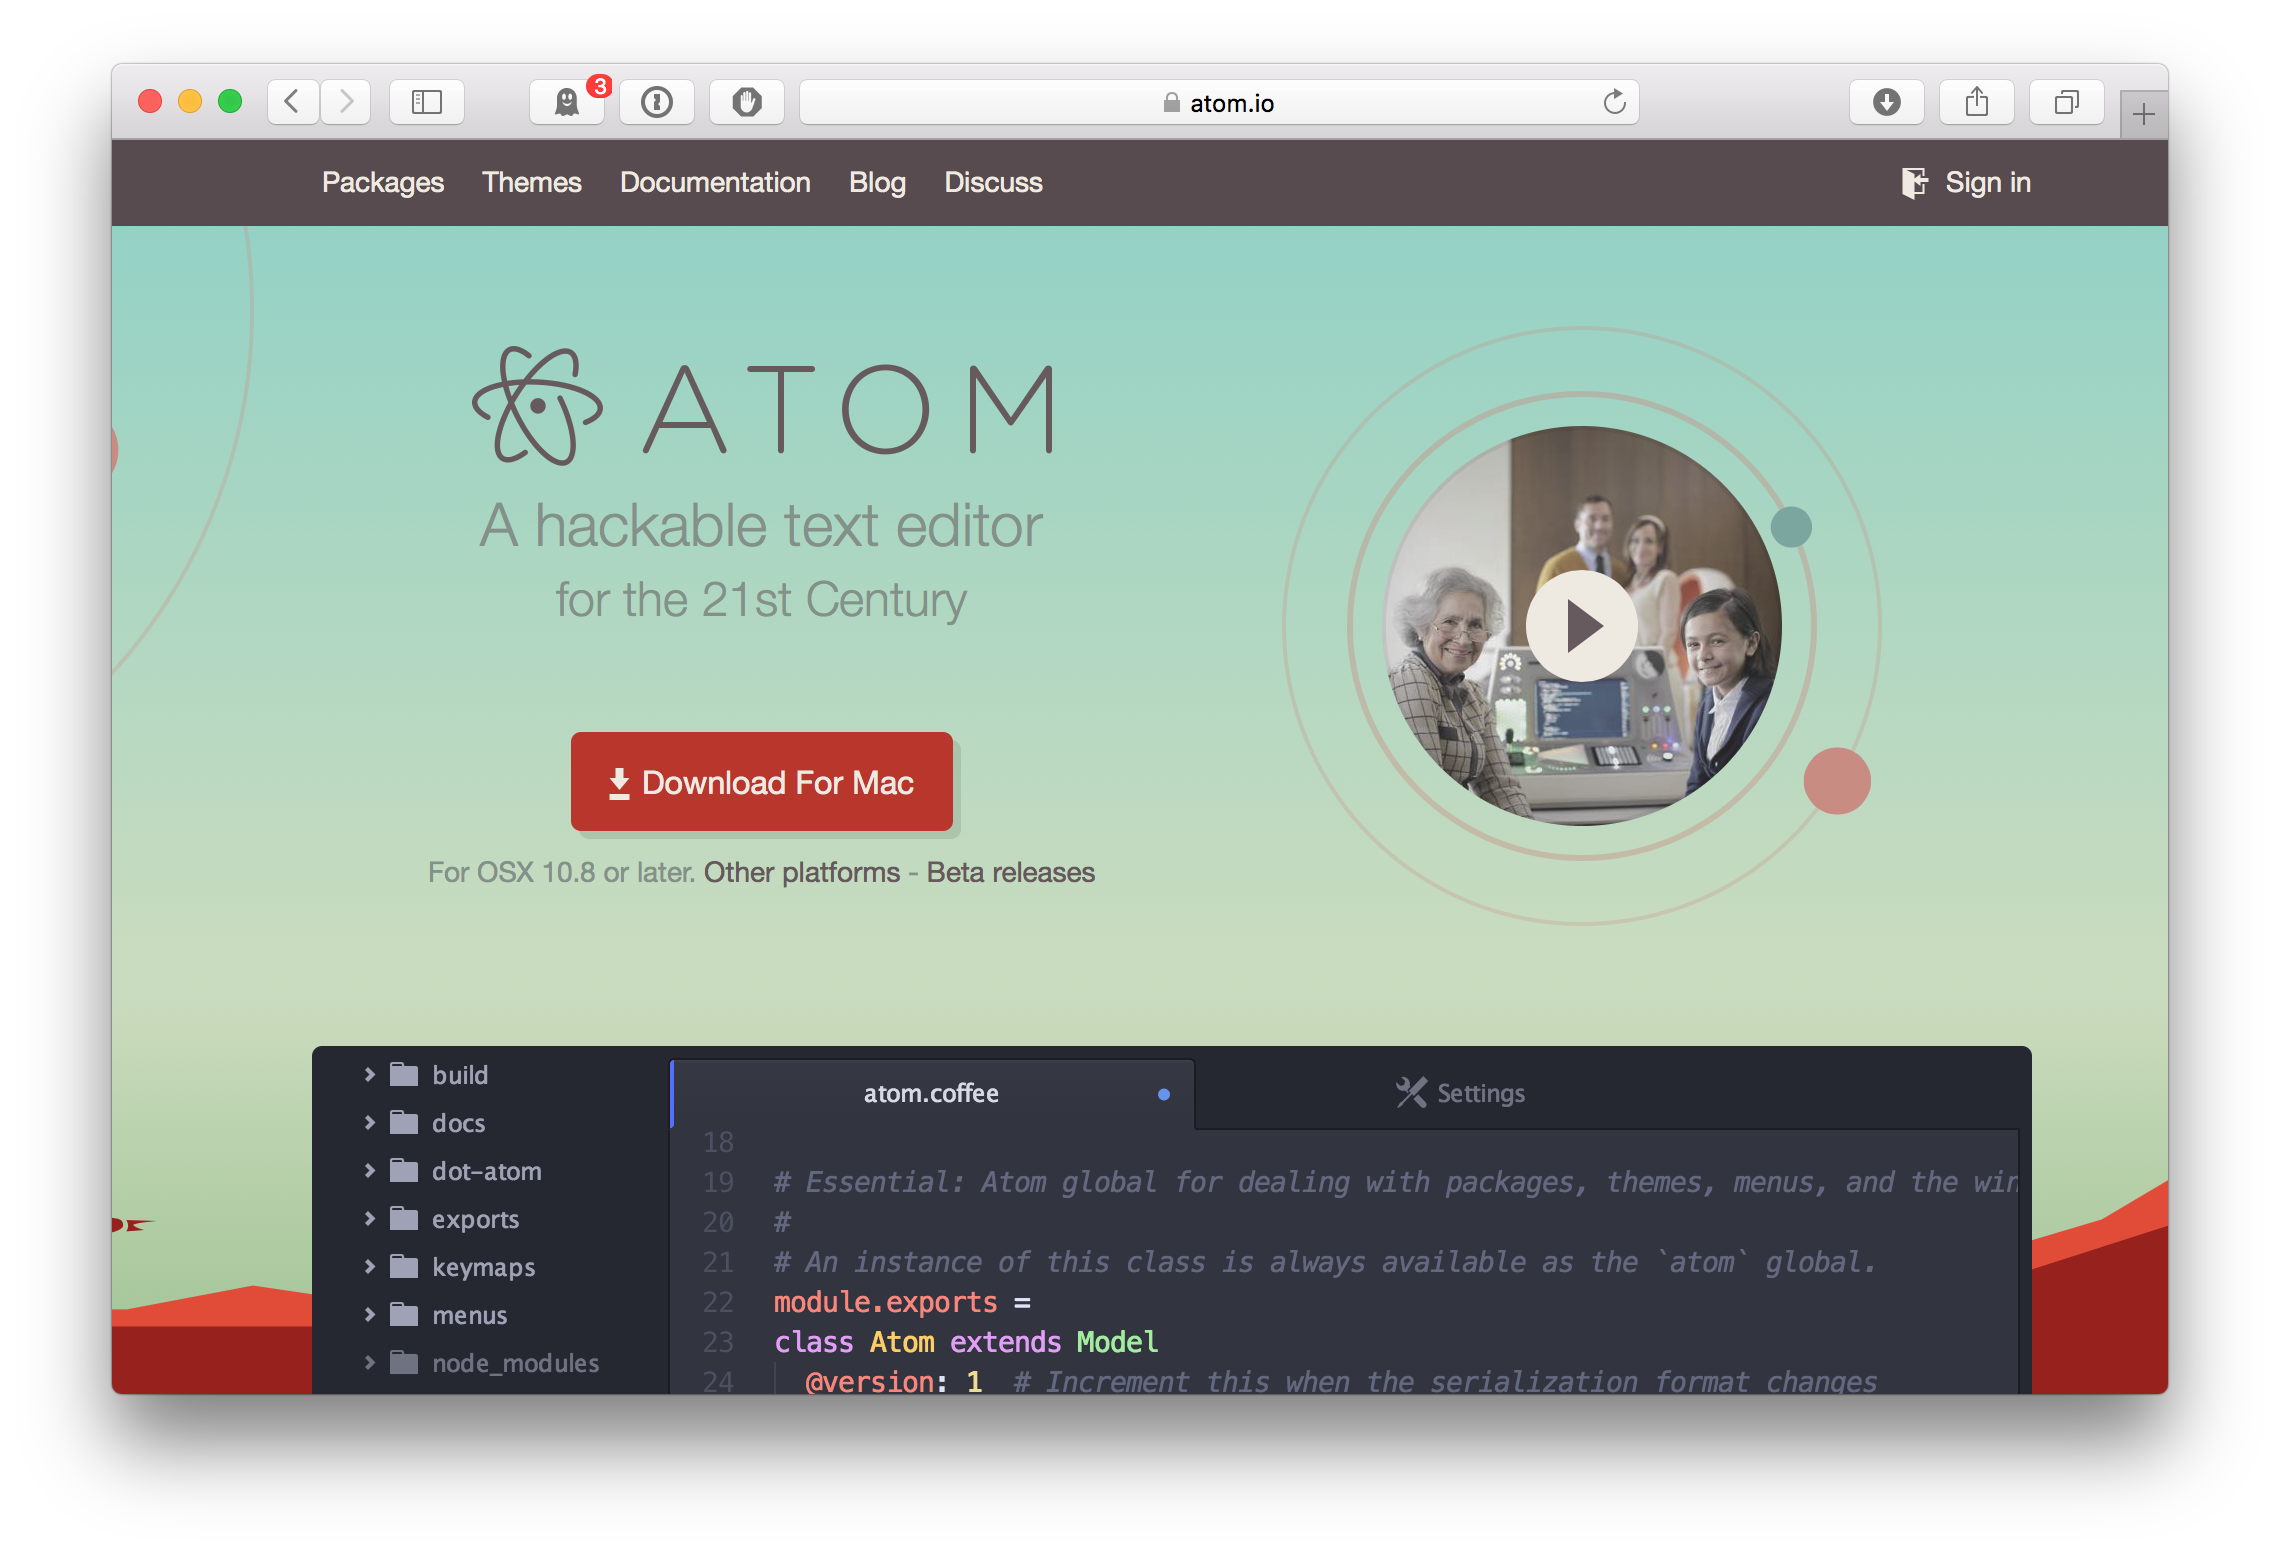 3
atom.io
Packages Themes Documentation Blog Discuss Sign in
ATOM
A hackable text editor
for the 21st Century
Download For Mac
For OSX 10.8 or later. Other platforms - Beta releases
build
docs
dot-atom
exports
keymaps
menus
node_modules
atom.coffee Settings
18
19 # Essential: Atom global for dealing with packages, themes, menus, and the win
20 #
21 # An instance of this class is always available as the `atom` global.
22 module.exports =
23 class Atom extends Model
24 @version: 1 # Increment this when the serialization format changes